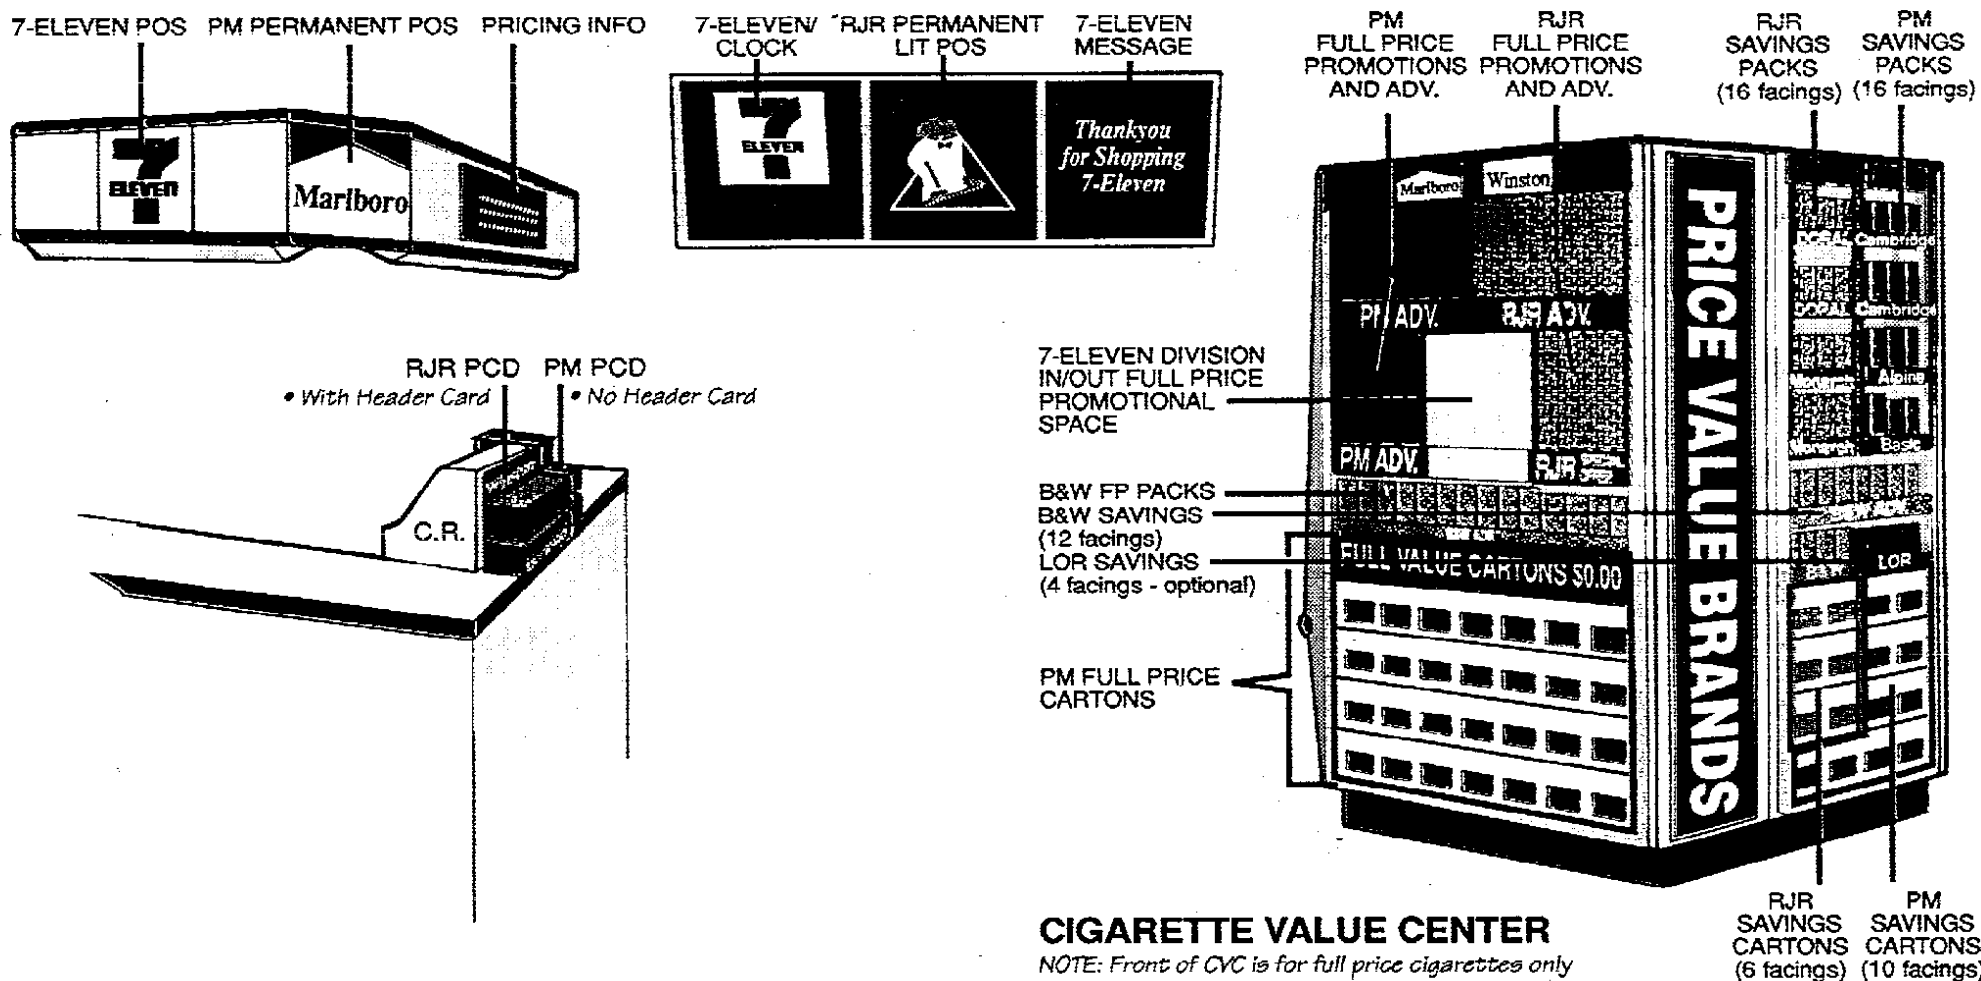 7-ELEVEN POS
PM PERMANENT POS
PRICING INFO
7
ELEVEN
Marlboro
7-ELEVEN/
CLOCK
RJR PERMANENT
LIT POS
7-ELEVEN
MESSAGE
7
ELEVEN
Thankyou
for Shopping
7-Eleven
RJR PCD
• With Header Card
PM PCD
• No Header Card
C.R.
PM
FULL PRICE
PROMOTIONS
AND ADV.
RJR
FULL PRICE
PROMOTIONS
AND ADV.
RJR
SAVINGS
PACKS
(16 facings)
PM
SAVINGS
PACKS
(16 facings)
Marlboro
Winston
PM ADV.
RJR ADV.
PM ADV.
RJR
FULL VALUE CARTONS $0.00
PRICE VALUE BRANDS
DORAL
Cambridge
DORAL
Cambridge
Monarch
Alpine
Monarch
Basic
B&W
LOR
7-ELEVEN DIVISION
IN/OUT FULL PRICE
PROMOTIONAL
SPACE
B&W FP PACKS
B&W SAVINGS
(12 facings)
LOR SAVINGS
(4 facings - optional)
PM FULL PRICE
CARTONS
RJR
SAVINGS
CARTONS
(6 facings)
PM
SAVINGS
CARTONS
(10 facings)
CIGARETTE VALUE CENTER
NOTE: Front of CVC is for full price cigarettes only